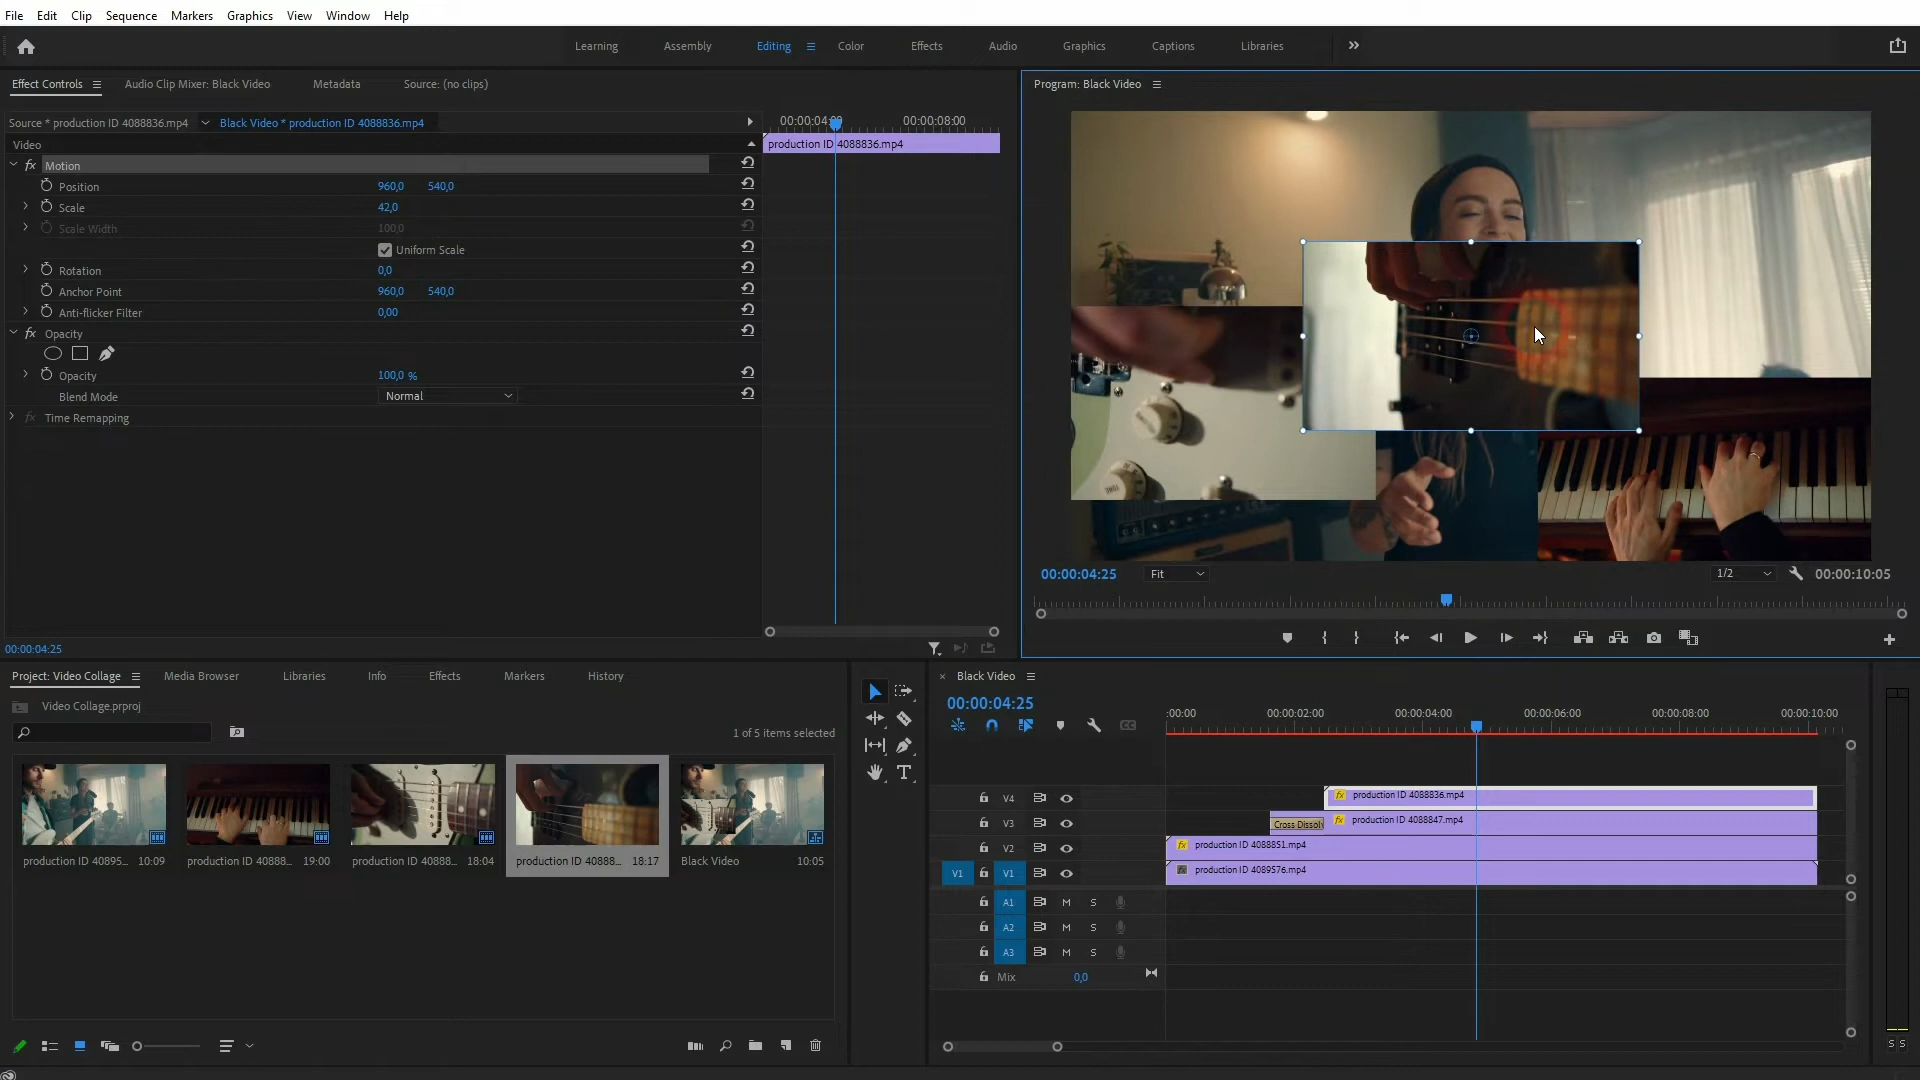 File Edit Clip Sequence Markers Graphics View Window Help
Learning Assembly Editing Color Effects Audio Graphics Captions Libraries
Effect Controls Audio Clip Mixer: Black Video Metadata Source: (no clips)
Source * production ID 4088836.mp4 Black Video * production ID 4088836.mp4
00:00:04:00 00:00:08:00
Video
production ID 4088836.mp4
fx Motion
Position 960,0 540,0
Scale 42,0
Scale Width 100,0
Uniform Scale
Rotation 0,0
Anchor Point 960,0 540,0
Anti-flicker Filter 0,00
fx Opacity
Opacity 100,0 %
Blend Mode Normal
fx Time Remapping
00:00:04:25
Program: Black Video
00:00:04:25 Fit 1/2 00:00:10:05
Project: Video Collage Media Browser Libraries Info Effects Markers History
Video Collage.prproj
1 of 5 items selected
production ID 40895... 10:09
production ID 40888... 19:00
production ID 40888... 18:04
production ID 40888... 18:17
Black Video 10:05
Black Video
00:00:04:25
:00:00 00:00:02:00 00:00:04:00 00:00:06:00 00:00:08:00 00:00:10:00
V4 fx production ID 4088836.mp4
V3 Cross Dissolv fx production ID 4088847.mp4
V2 fx production ID 4088851.mp4
V1 V1 fx production ID 4089576.mp4
A1 M S
A2 M S
A3 M S
Mix 0,0
S S